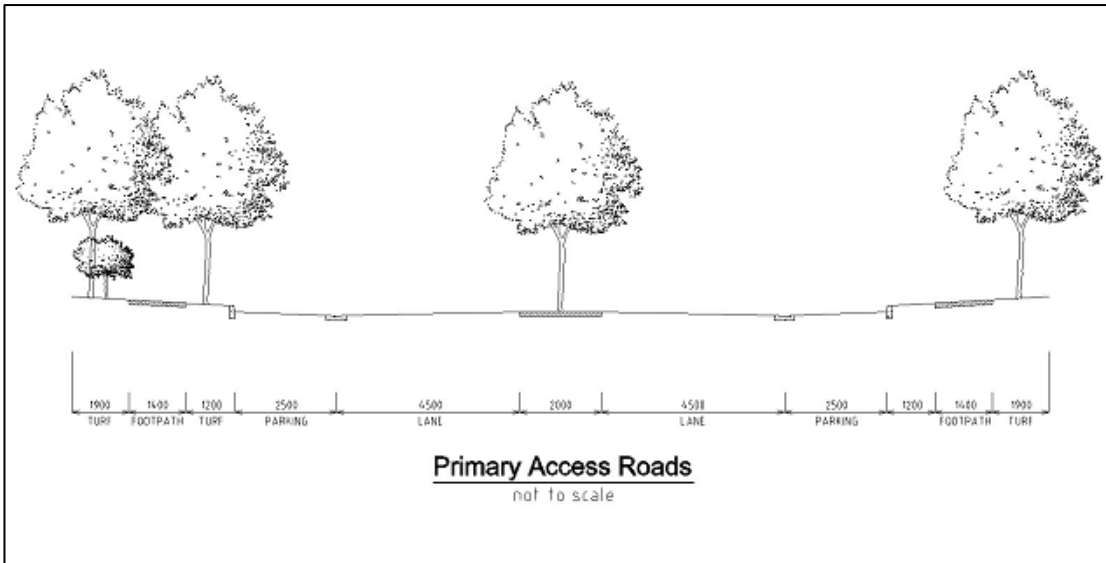 1900 1400 1200 2500 4500 2000 4500 2500 1200 1400 1900
TURF FOOTPATH TURF PARKING LANE LANE PARKING FOOTPATH TURF
Primary Access Roads
not to scale